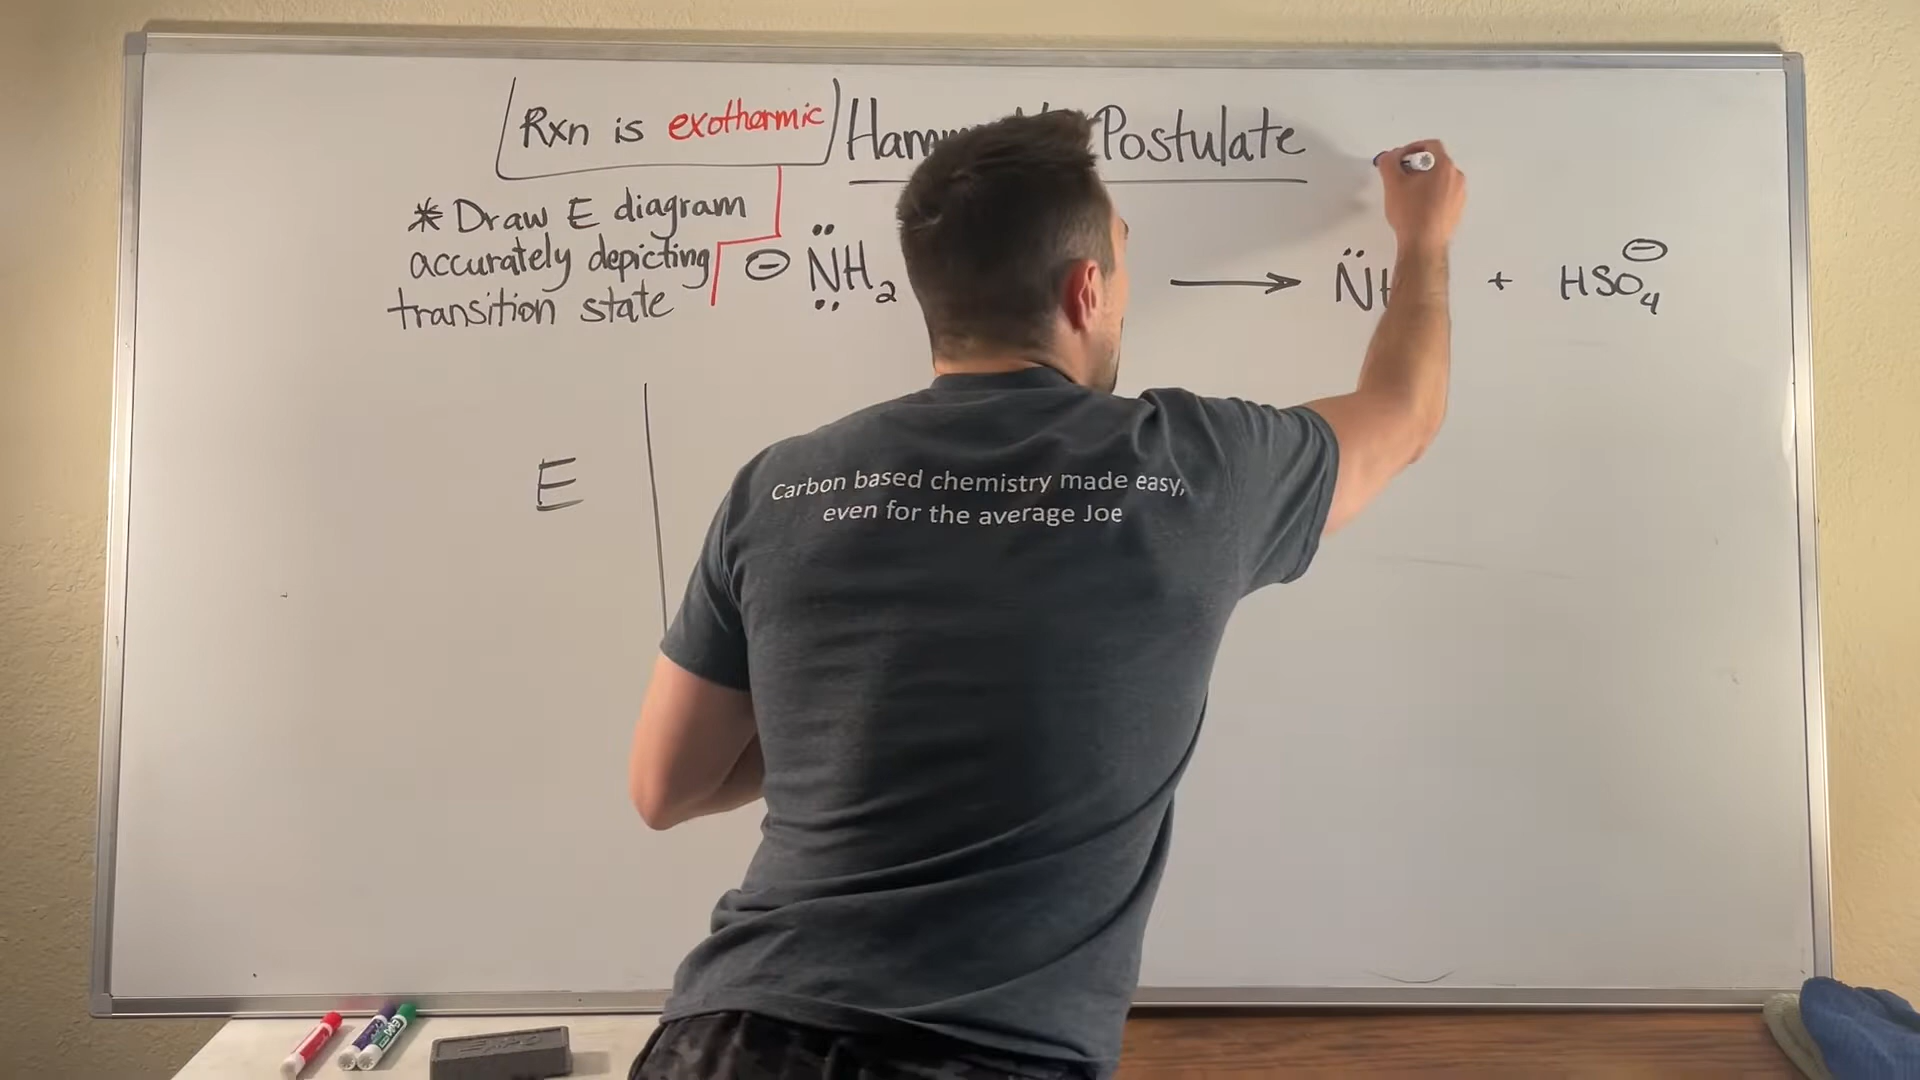 Rxn is exothermic
Postulate
* Draw E diagram
accurately depicting
transition state
⊖ N̈H₂ ⟶ + HSO₄ ⊖
E
Carbon based chemistry made easy,
even for the average Joe